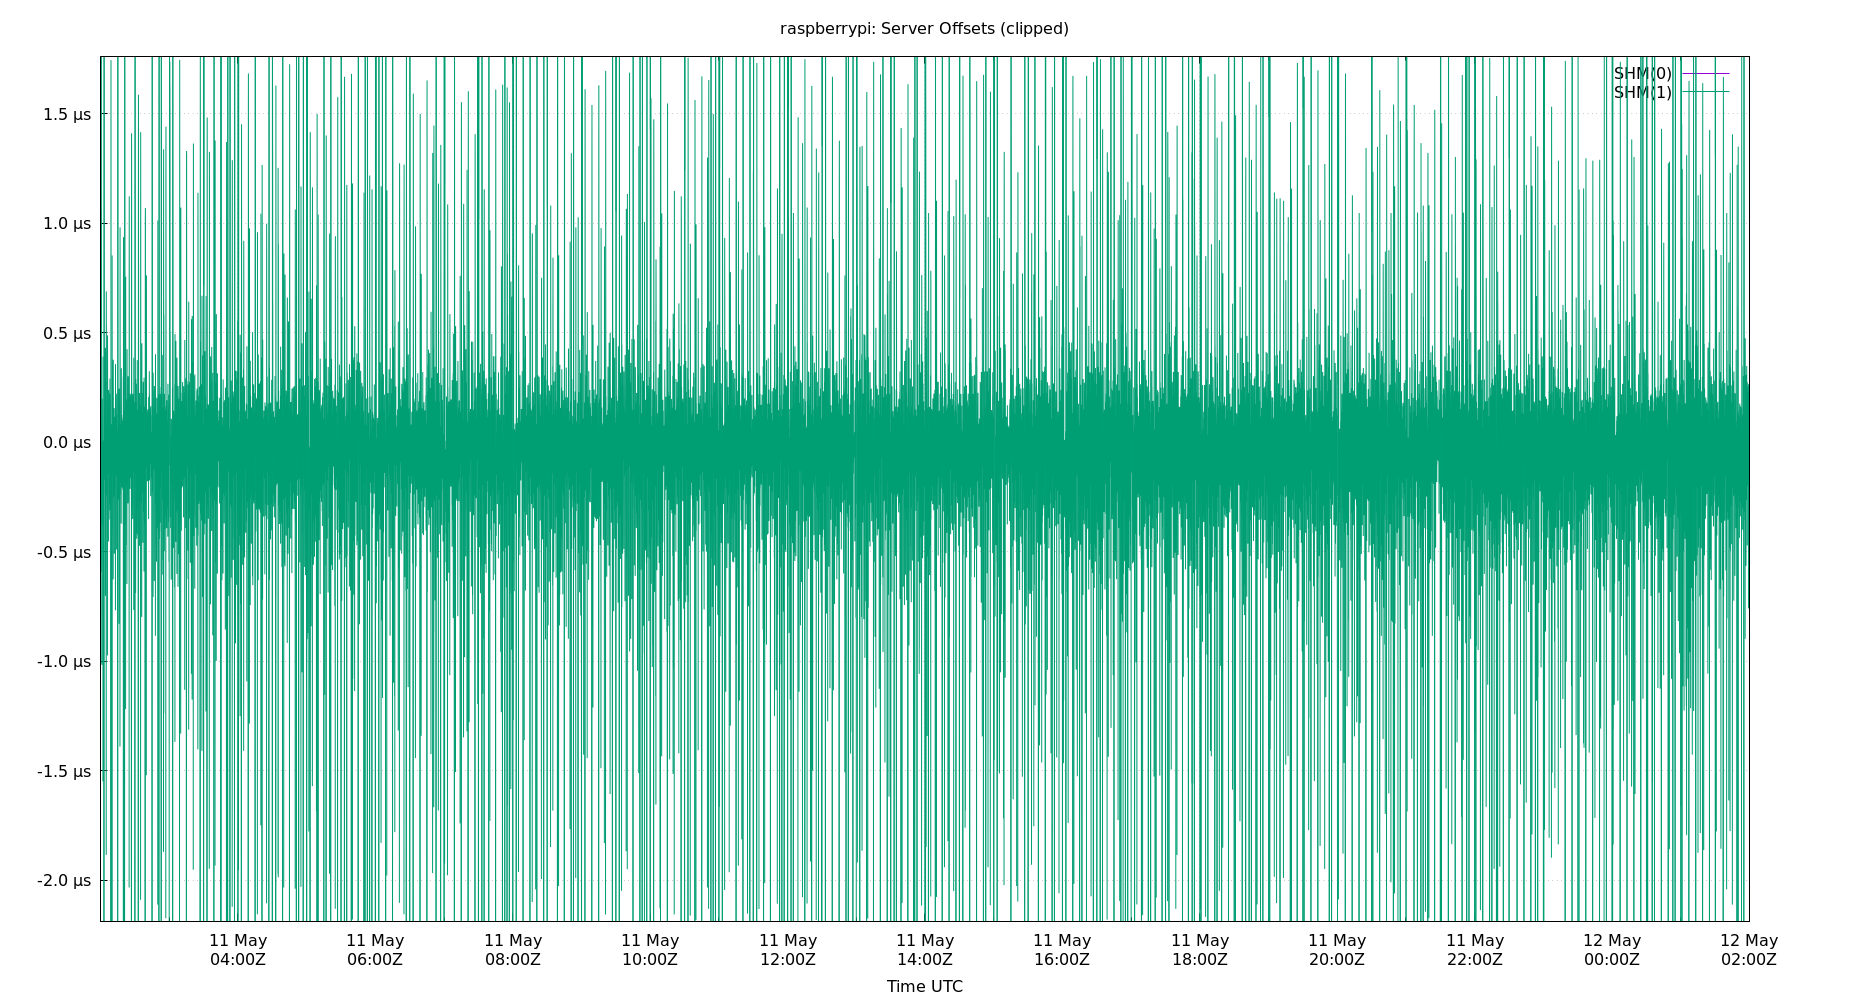 raspberrypi: Server Offsets (clipped)
SHM(0)
SHM(1)
1.5 µs
1.0 µs
0.5 µs
0.0 µs
-0.5 µs
-1.0 µs
-1.5 µs
-2.0 µs
11 May 11 May 11 May 11 May 11 May 11 May 11 May 11 May 11 May 11 May 12 May 12 May
04:00Z 06:00Z 08:00Z 10:00Z 12:00Z 14:00Z 16:00Z 18:00Z 20:00Z 22:00Z 00:00Z 02:00Z
Time UTC